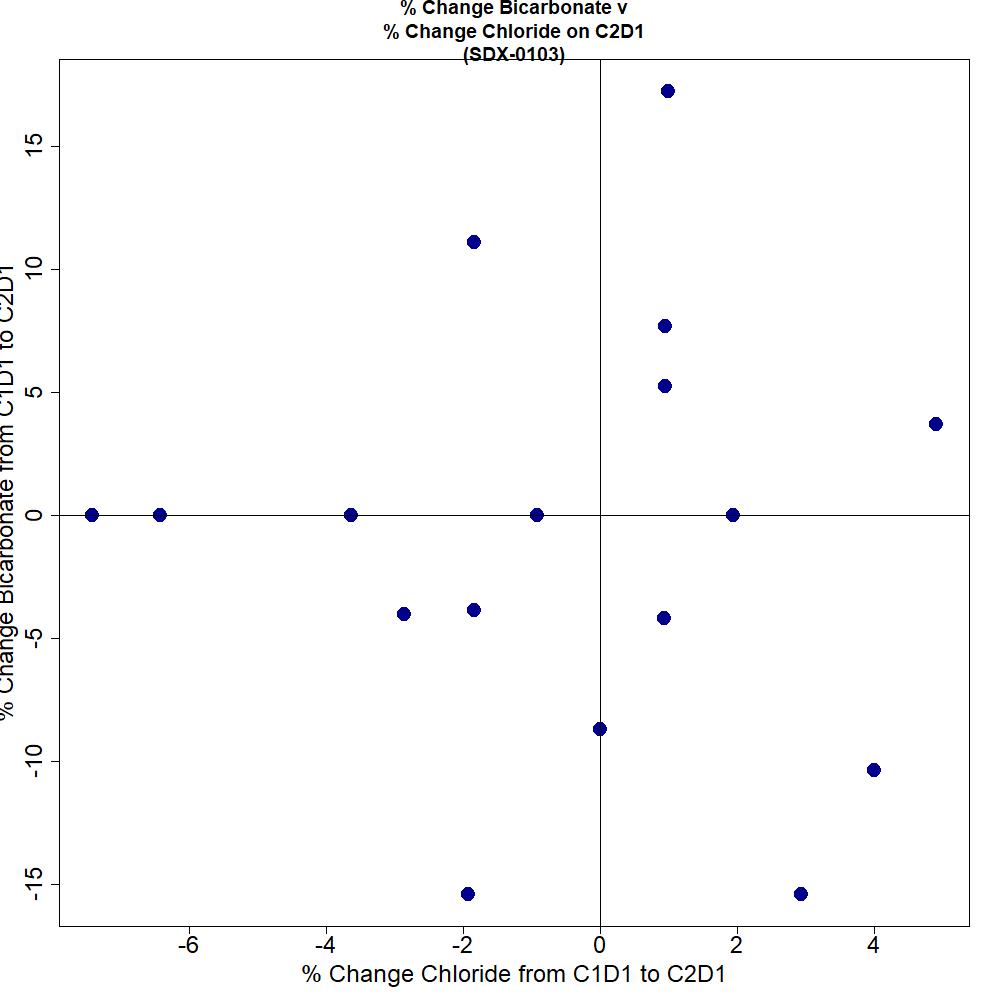 % Change Bicarbonate v
% Change Chloride on C2D1
(SDX-0103)
% Change Bicarbonate from C1D1 to C2D1
15
10
5
0
-5
-10
-15
-6
-4
-2
0
2
4
% Change Chloride from C1D1 to C2D1